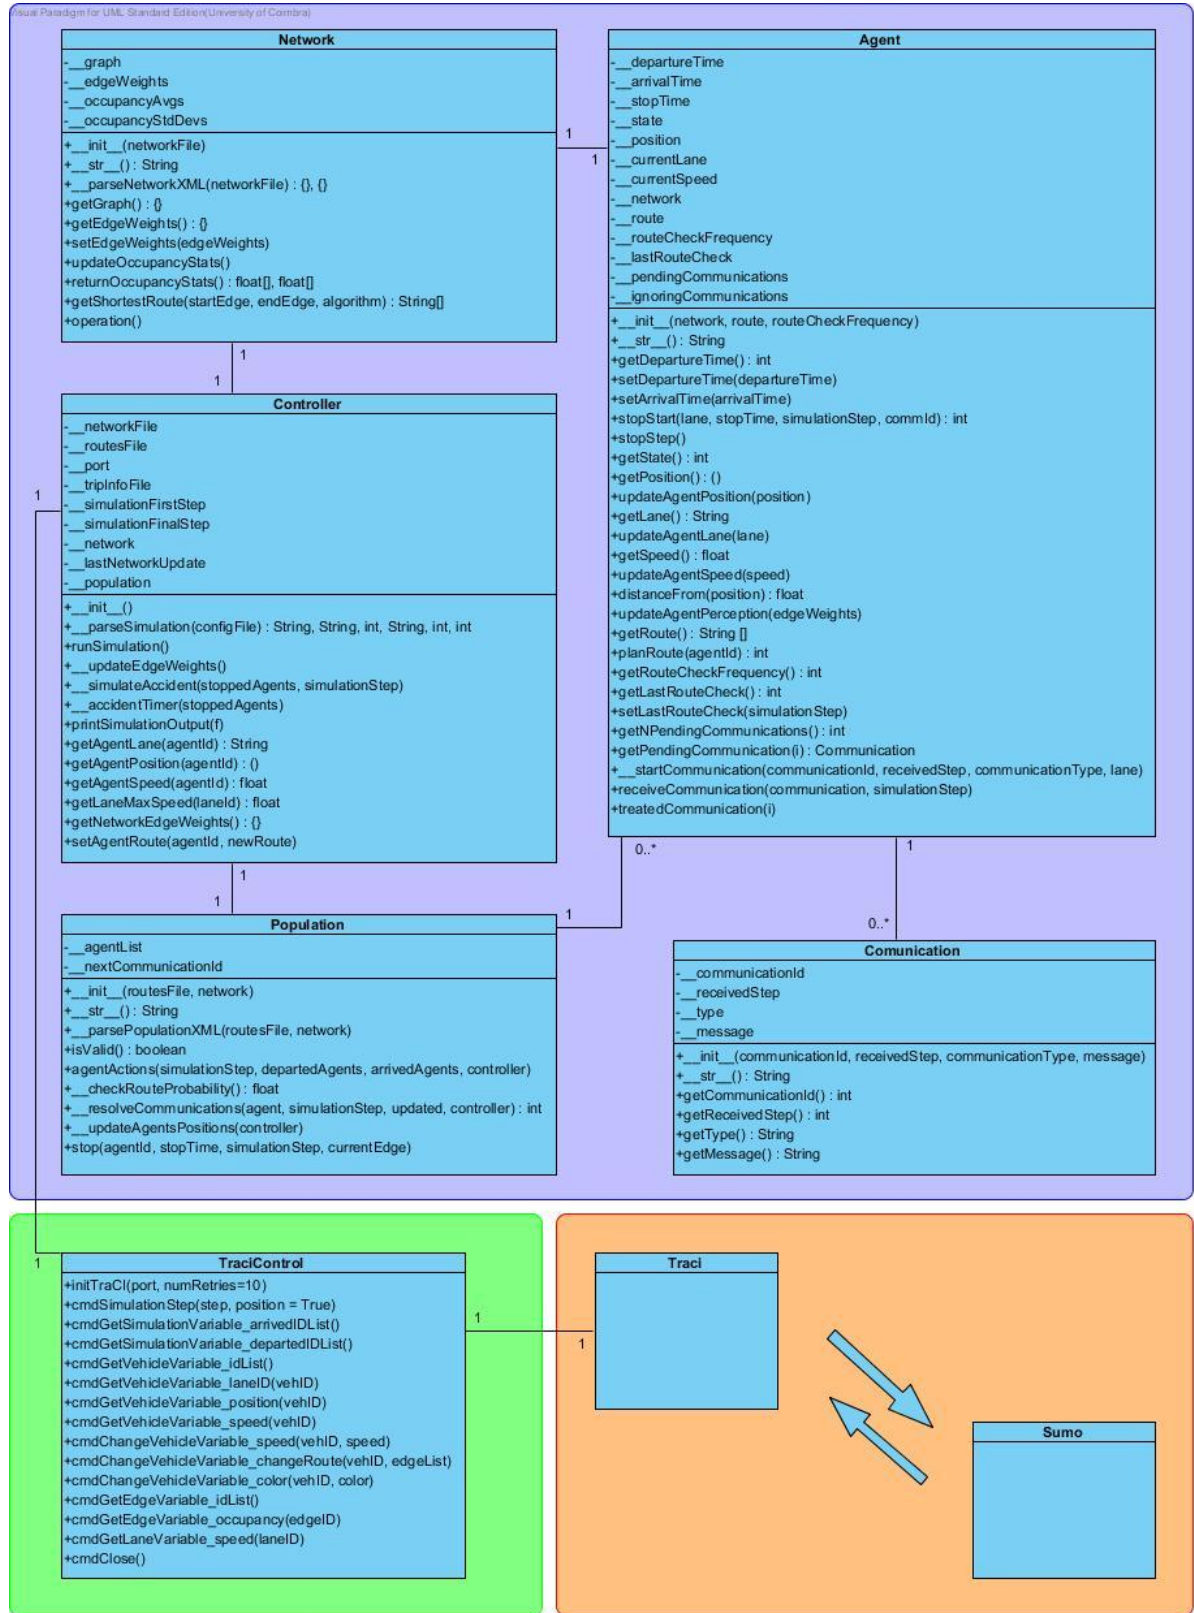 Visual Paradigm for UML Standard Edition(University of Coimbra)
Network
-__graph
-__edgeWeights
-__occupancyAvgs
-__occupancyStdDevs
+__init__(networkFile)
+__str__() : String
+__parseNetworkXML(networkFile) : {}, {}
+getGraph() : {}
+getEdgeWeights() : {}
+setEdgeWeights(edgeWeights)
+updateOccupancyStats()
+returnOccupancyStats() : float[], float[]
+getShortestRoute(startEdge, endEdge, algorithm) : String[]
+operation()
1
1
Agent
-__departureTime
-__arrivalTime
-__stopTime
-__state
-__position
-__currentLane
-__currentSpeed
-__network
-__route
-__routeCheckFrequency
-__lastRouteCheck
-__pendingCommunications
-__ignoringCommunications
+__init__(network, route, routeCheckFrequency)
+__str__() : String
+getDepartureTime() : int
+setDepartureTime(departureTime)
+setArrivalTime(arrivalTime)
+stopStart(lane, stopTime, simulationStep, commId) : int
+stopStep()
+getState() : int
+getPosition() : ()
+updateAgentPosition(position)
+getLane() : String
+updateAgentLane(lane)
+getSpeed() : float
+updateAgentSpeed(speed)
+distanceFrom(position) : float
+updateAgentPerception(edgeWeights)
+getRoute() : String []
+planRoute(agentId) : int
+getRouteCheckFrequency() : int
+getLastRouteCheck() : int
+setLastRouteCheck(simulationStep)
+getNPendingCommunications() : int
+getPendingCommunication(i) : Communication
+__startCommunication(communicationId, receivedStep, communicationType, lane)
+receiveCommunication(communication, simulationStep)
+treatedCommunication(i)
1
1
Controller
-__networkFile
-__routesFile
-__port
-__tripInfoFile
-__simulationFirstStep
-__simulationFinalStep
-__network
-__lastNetworkUpdate
-__population
+__init__()
+__parseSimulation(configFile) : String, String, int, String, int, int
+runSimulation()
+__updateEdgeWeights()
+__simulateAccident(stoppedAgents, simulationStep)
+__accidentTimer(stoppedAgents)
+printSimulationOutput(f)
+getAgentLane(agentId) : String
+getAgentPosition(agentId) : ()
+getAgentSpeed(agentId) : float
+getLaneMaxSpeed(laneId) : float
+getNetworkEdgeWeights() : {}
+setAgentRoute(agentId, newRoute)
1
1
1
0..*
1
1
0..*
Population
-__agentList
-__nextCommunicationId
+__init__(routesFile, network)
+__str__() : String
+__parsePopulationXML(routesFile, network)
+isValid() : boolean
+agentActions(simulationStep, departedAgents, arrivedAgents, controller)
+__checkRouteProbability() : float
+__resolveCommunications(agent, simulationStep, updated, controller) : int
+__updateAgentsPositions(controller)
+stop(agentId, stopTime, simulationStep, currentEdge)
Comunication
-__communicationId
-__receivedStep
-__type
-__message
+__init__(communicationId, receivedStep, communicationType, message)
+__str__() : String
+getCommunicationId() : int
+getReceivedStep() : int
+getType() : String
+getMessage() : String
1
TraciControl
+initTraCI(port, numRetries=10)
+cmdSimulationStep(step, position = True)
+cmdGetSimulationVariable_arrivedIDList()
+cmdGetSimulationVariable_departedIDList()
+cmdGetVehicleVariable_idList()
+cmdGetVehicleVariable_laneID(vehID)
+cmdGetVehicleVariable_position(vehID)
+cmdGetVehicleVariable_speed(vehID)
+cmdChangeVehicleVariable_speed(vehID, speed)
+cmdChangeVehicleVariable_changeRoute(vehID, edgeList)
+cmdChangeVehicleVariable_color(vehID, color)
+cmdGetEdgeVariable_idList()
+cmdGetEdgeVariable_occupancy(edgeID)
+cmdGetLaneVariable_speed(laneID)
+cmdClose()
1
1
Traci
Sumo